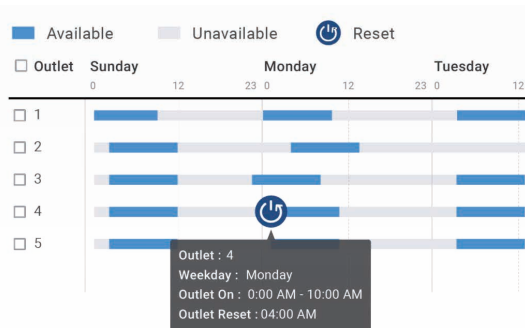 Available Unavailable Reset
Outlet Sunday Monday Tuesday
0 12 23 0 12 23 0 12
1
2
3
4
5
Outlet : 4
Weekday : Monday
Outlet On : 0:00 AM - 10:00 AM
Outlet Reset : 04:00 AM